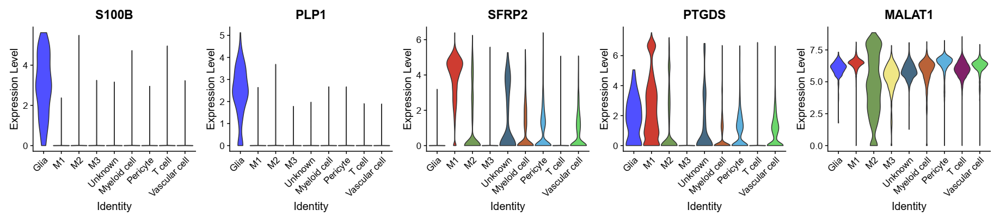 S100B
Expression Level
4
2
0
Glia
M1
M2
M3
Unknown
Myeloid cell
Pericyte
T cell
Vascular cell
Identity
PLP1
Expression Level
5
4
3
2
1
0
Glia
M1
M2
M3
Unknown
Myeloid cell
Pericyte
T cell
Vascular cell
Identity
SFRP2
Expression Level
6
4
2
0
Glia
M1
M2
M3
Unknown
Myeloid cell
Pericyte
T cell
Vascular cell
Identity
PTGDS
Expression Level
6
4
2
0
Glia
M1
M2
M3
Unknown
Myeloid cell
Pericyte
T cell
Vascular cell
Identity
MALAT1
Expression Level
7.5
5.0
2.5
0.0
Glia
M1
M2
M3
Unknown
Myeloid cell
Pericyte
T cell
Vascular cell
Identity